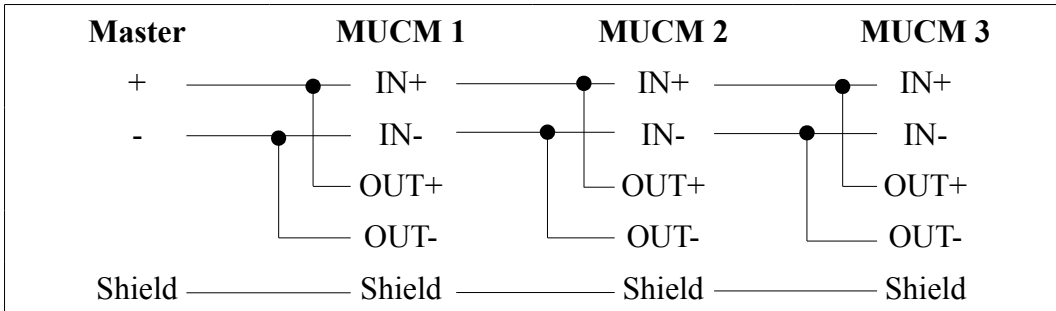 Master MUCM 1 MUCM 2 MUCM 3
+ IN+ IN+ IN+
- IN- IN- IN-
OUT+ OUT+ OUT+
OUT- OUT- OUT-
Shield Shield Shield Shield